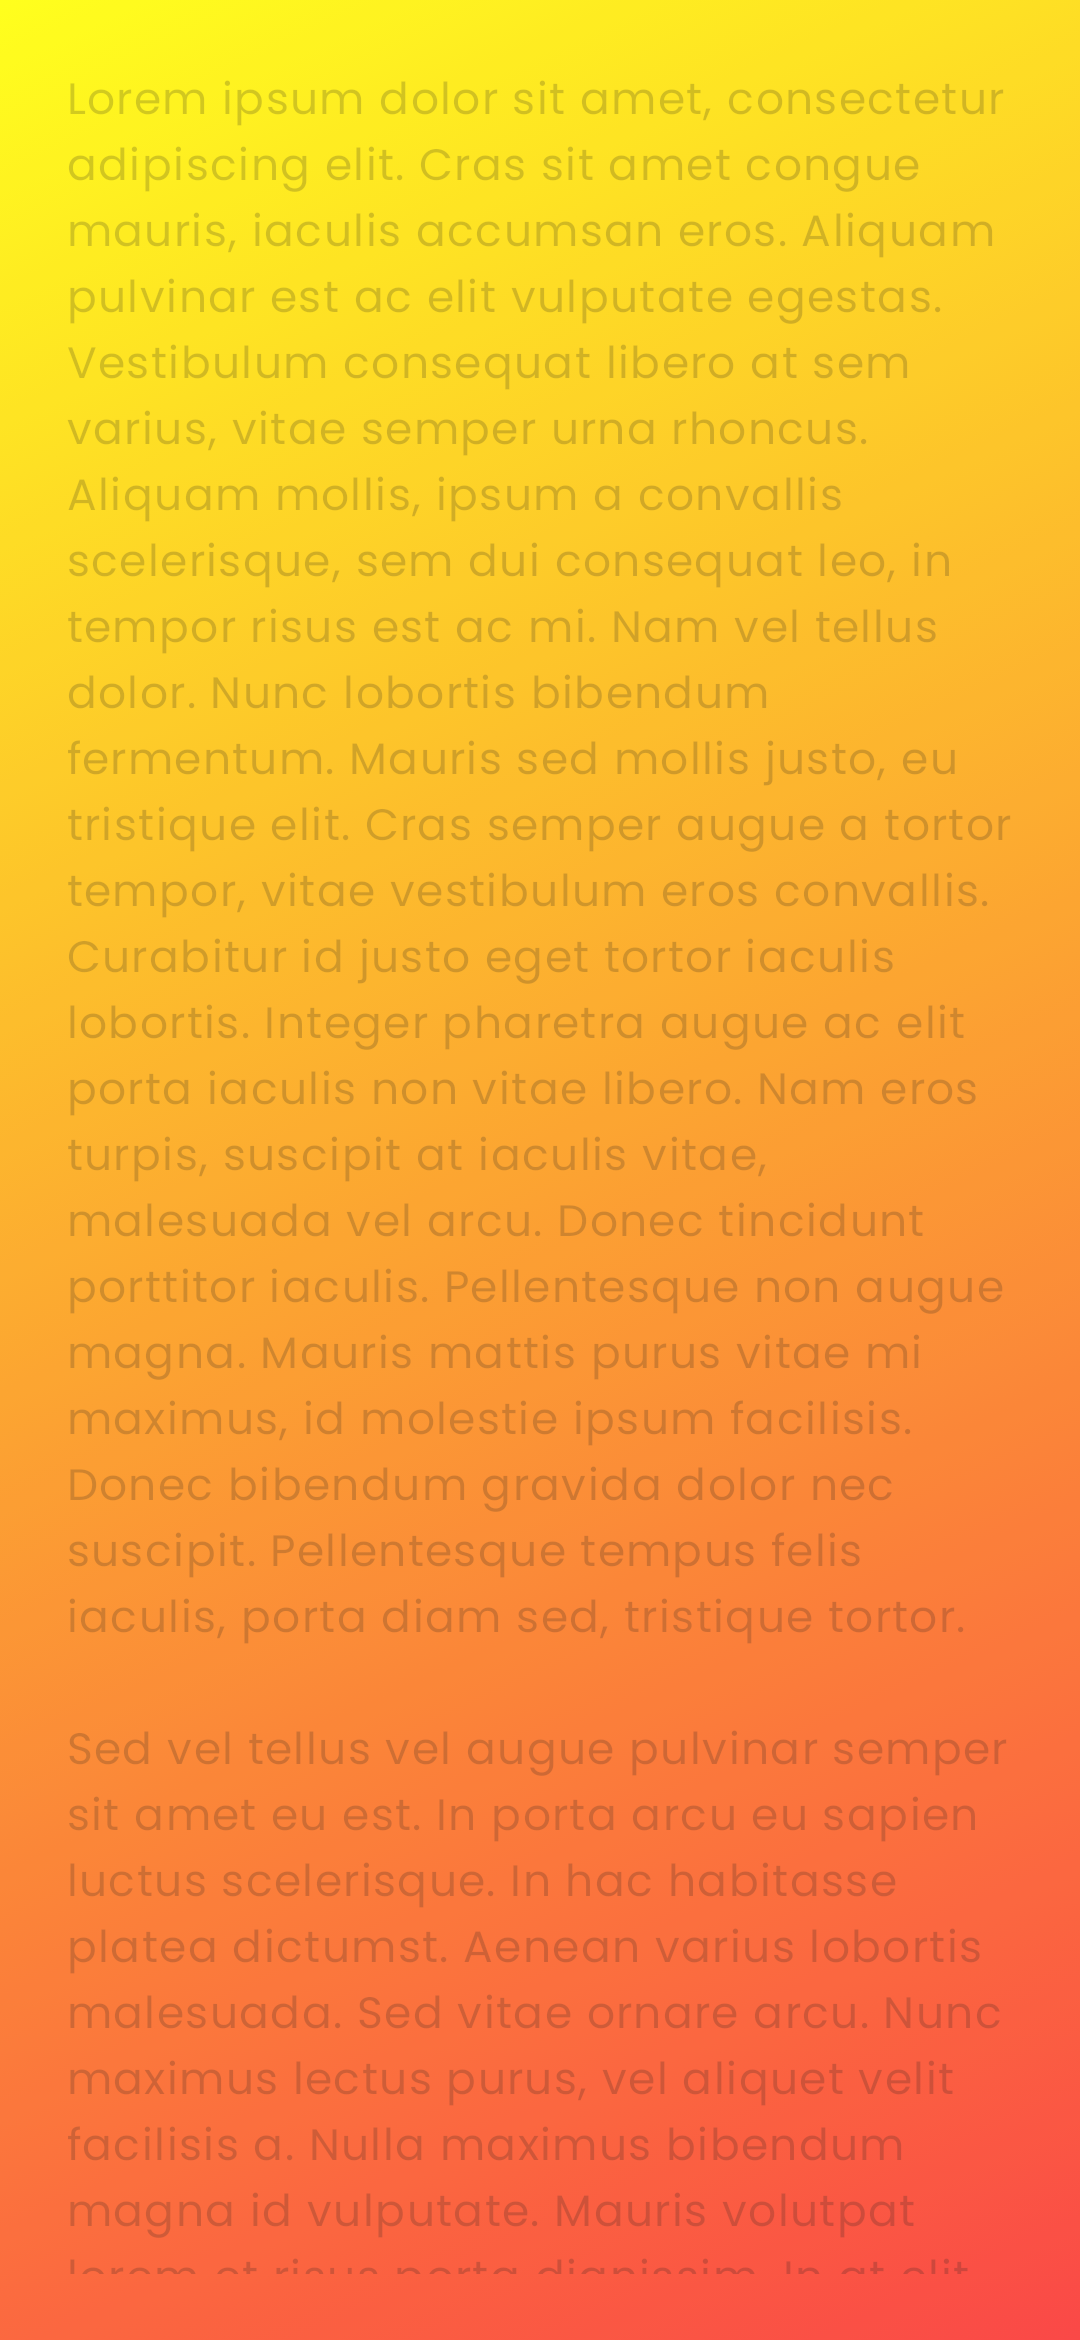 Lorem ipsum dolor sit amet, consectetur
adipiscing elit. Cras sit amet congue
mauris, iaculis accumsan eros. Aliquam
pulvinar est ac elit vulputate egestas.
Vestibulum consequat libero at sem
varius, vitae semper urna rhoncus.
Aliquam mollis, ipsum a convallis
scelerisque, sem dui consequat leo, in
tempor risus est ac mi. Nam vel tellus
dolor. Nunc lobortis bibendum
fermentum. Mauris sed mollis justo, eu
tristique elit. Cras semper augue a tortor
tempor, vitae vestibulum eros convallis.
Curabitur id justo eget tortor iaculis
lobortis. Integer pharetra augue ac elit
porta iaculis non vitae libero. Nam eros
turpis, suscipit at iaculis vitae,
malesuada vel arcu. Donec tincidunt
porttitor iaculis. Pellentesque non augue
magna. Mauris mattis purus vitae mi
maximus, id molestie ipsum facilisis.
Donec bibendum gravida dolor nec
suscipit. Pellentesque tempus felis
iaculis, porta diam sed, tristique tortor.
Sed vel tellus vel augue pulvinar semper
sit amet eu est. In porta arcu eu sapien
luctus scelerisque. In hac habitasse
platea dictumst. Aenean varius lobortis
malesuada. Sed vitae ornare arcu. Nunc
maximus lectus purus, vel aliquet velit
facilisis a. Nulla maximus bibendum
magna id vulputate. Mauris volutpat
lorem et risus porta dignissim. In at elit